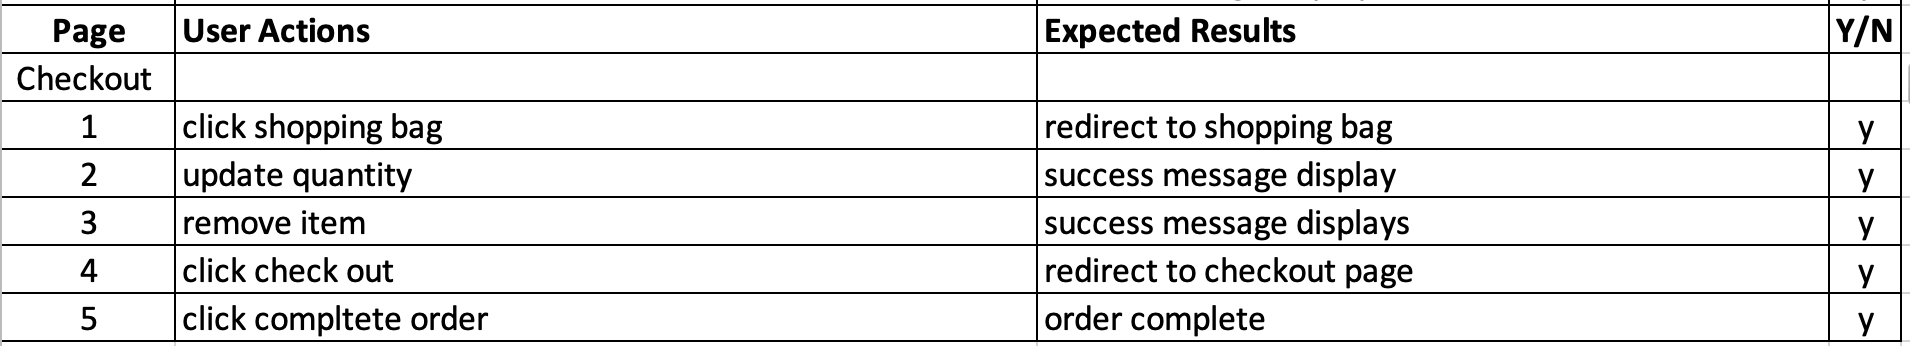 Page User Actions Expected Results Y/N
Checkout
1 click shopping bag redirect to shopping bag y
2 update quantity success message display y
3 remove item success message displays y
4 click check out redirect to checkout page y
5 click compltete order order complete y